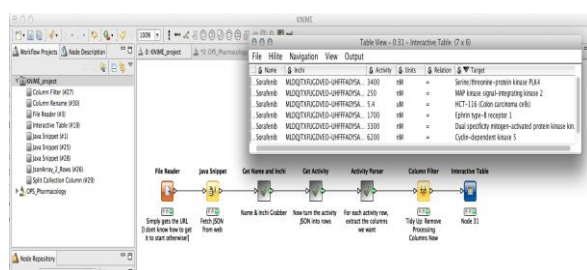 KNIME
100%
Workflow Projects
Node Description
0: KNIME_project
KNIME_project
Column Filter (#27)
Column Rename (#30)
File Reader (#3)
Interactive Table (#19)
Java Snippet (#1)
Java Snippet (#25)
Java Snippet (#28)
JsonArray_2_Rows (#26)
Split Collection Column (#29)
OPS_Pharmacology
Node Repository
Table View - 0:31 - Interactive Table (7 x 6)
File Hilite Navigation View Output
S Name S Inchi S Activity S Units S Relation S Target
Sorafenib 3400 nM = Serine/threonine-protein kinase PLK4
Sorafenib 250 nM = MAP kinase signal-integrating kinase 2
Sorafenib 5.4 uM = HCT-116 (Colon carcinoma cells)
Sorafenib 1700 nM = Ephrin type-B receptor 1
Sorafenib 3300 nM = Dual specificity mitogen-activated protein kinase kin..
Sorafenib 6200 nM = Cyclin-dependent kinase 5
File Reader Java Snippet Get Name and Inchi Get Activity Activity Parser Column Filter Interactive Table
Simply gets the URL
(I dont know how to get
it to start otherwise!)
Fetch JSON
from web
Name & Inchi Grabber
Now turn the activity
JSON into rows
For each activity row,
extract the columns
we want
Tidy Up: Remove
Processing
Columns Now
Node 31